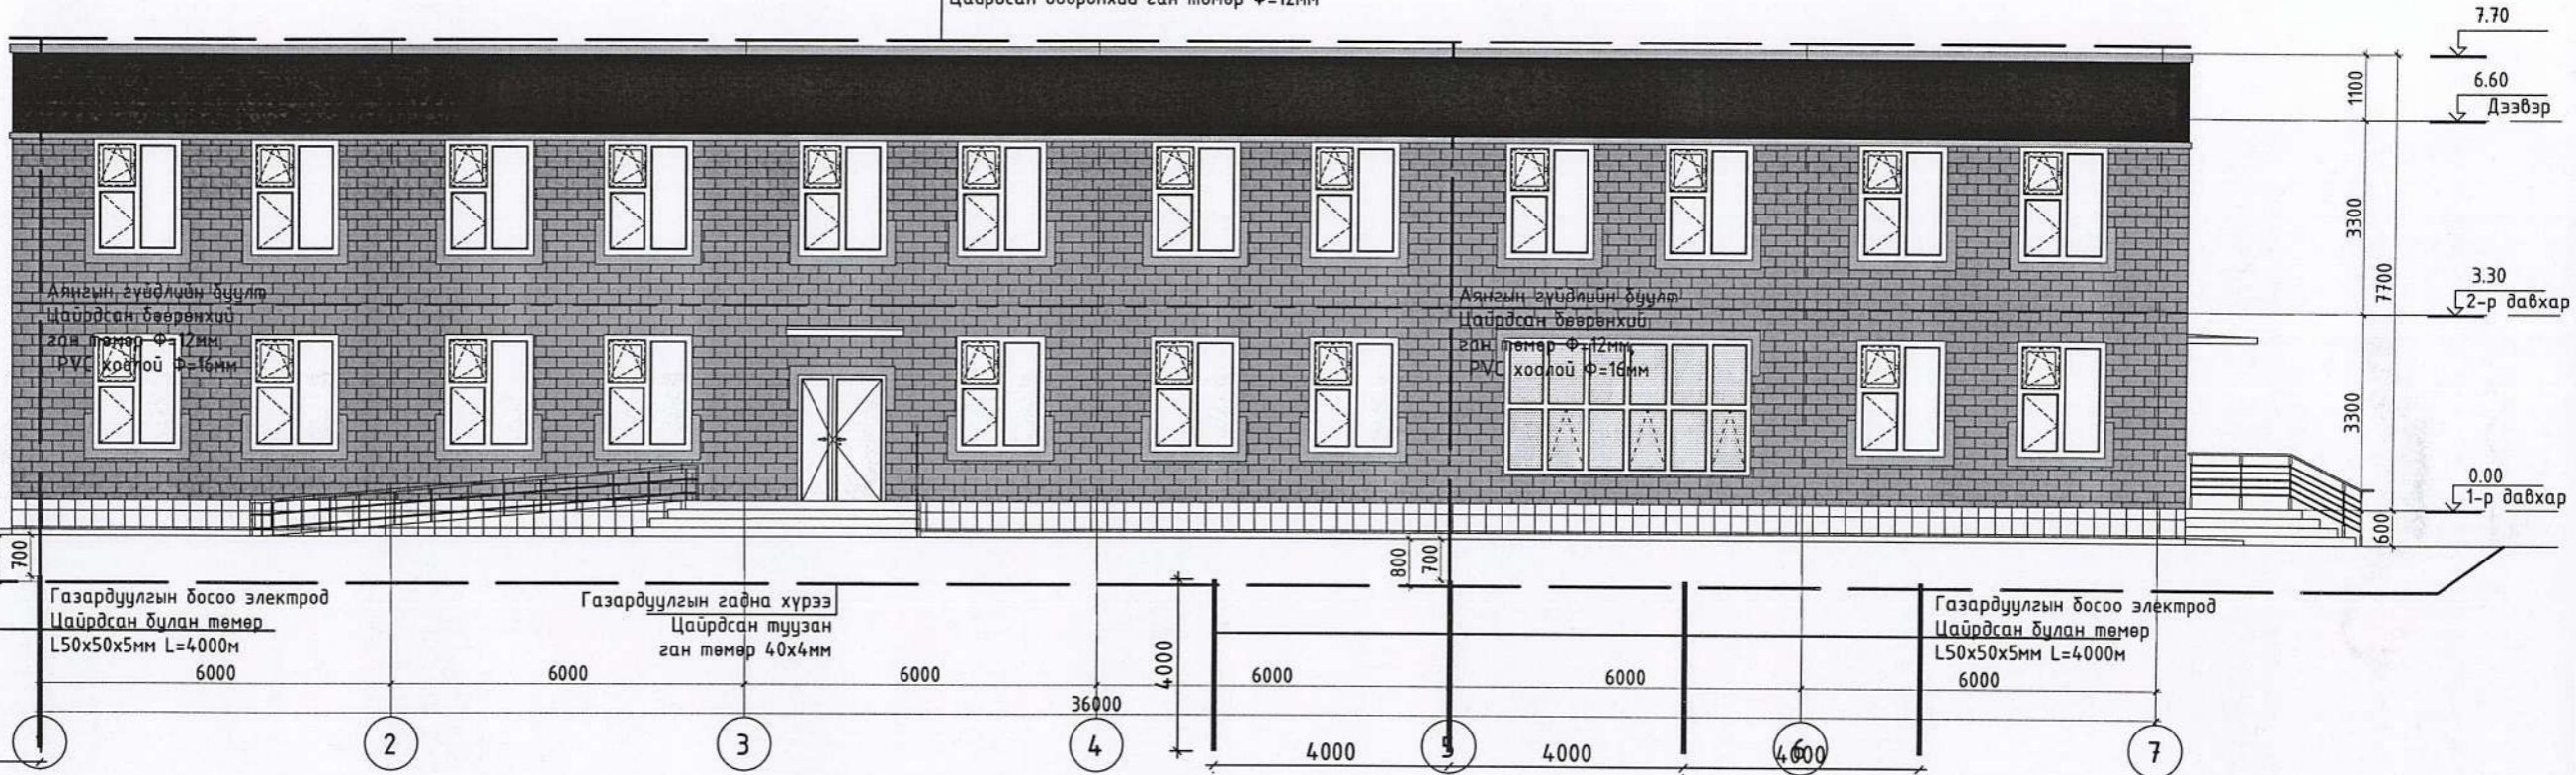 Цайрдсан бөөрөнхий ган төмөр Ф=12мм
7.70
6.60
Дээвэр
1100
3300
7700
3.30
2-р давхар
3300
0.00
1-р давхар
600
Аянгын гүйдлийн буулт
Цайрдсан бөөрөнхий
ган төмөр Ф=12мм,
PVC хоолой Ф=16мм
Аянгын гүйдлийн буулт
Цайрдсан бөөрөнхий
ган төмөр Ф=12мм,
PVC хоолой Ф=16мм
700
800
700
Газардуулгын босоо электрод
Цайрдсан булан төмөр
L50x50x5мм L=4000м
Газардуулгын гадна хүрээ
Цайрдсан туузан
ган төмөр 40x4мм
4000
Газардуулгын босоо электрод
Цайрдсан булан төмөр
L50x50x5мм L=4000м
6000
6000
6000
6000
6000
6000
36000
1
2
3
4
5
6
7
4000
4000
4000